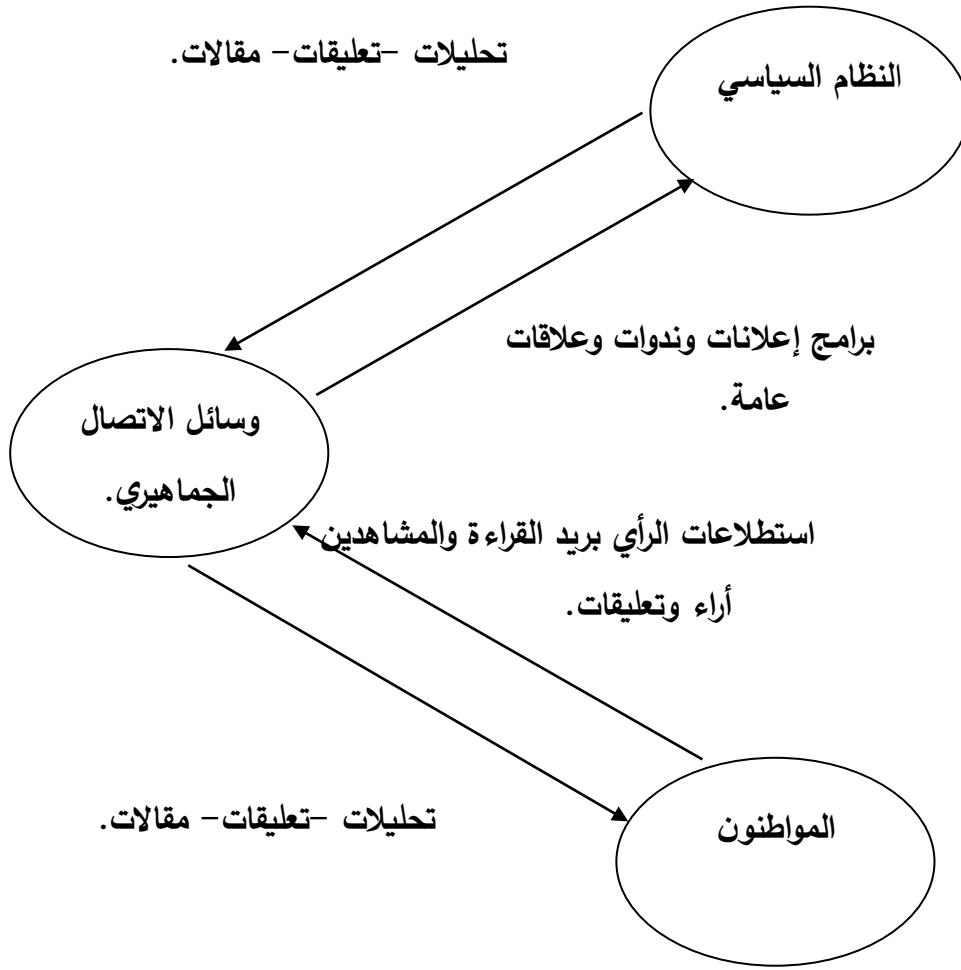 تحليلات -تعليقات- مقالات.
النظام السياسي
برامج إعلانات وندوات وعلاقات
عامة.
وسائل الاتصال
الجماهيري.
استطلاعات الرأي بريد القراءة والمشاهدين
أراء وتعليقات.
تحليلات -تعليقات- مقالات.
المواطنون